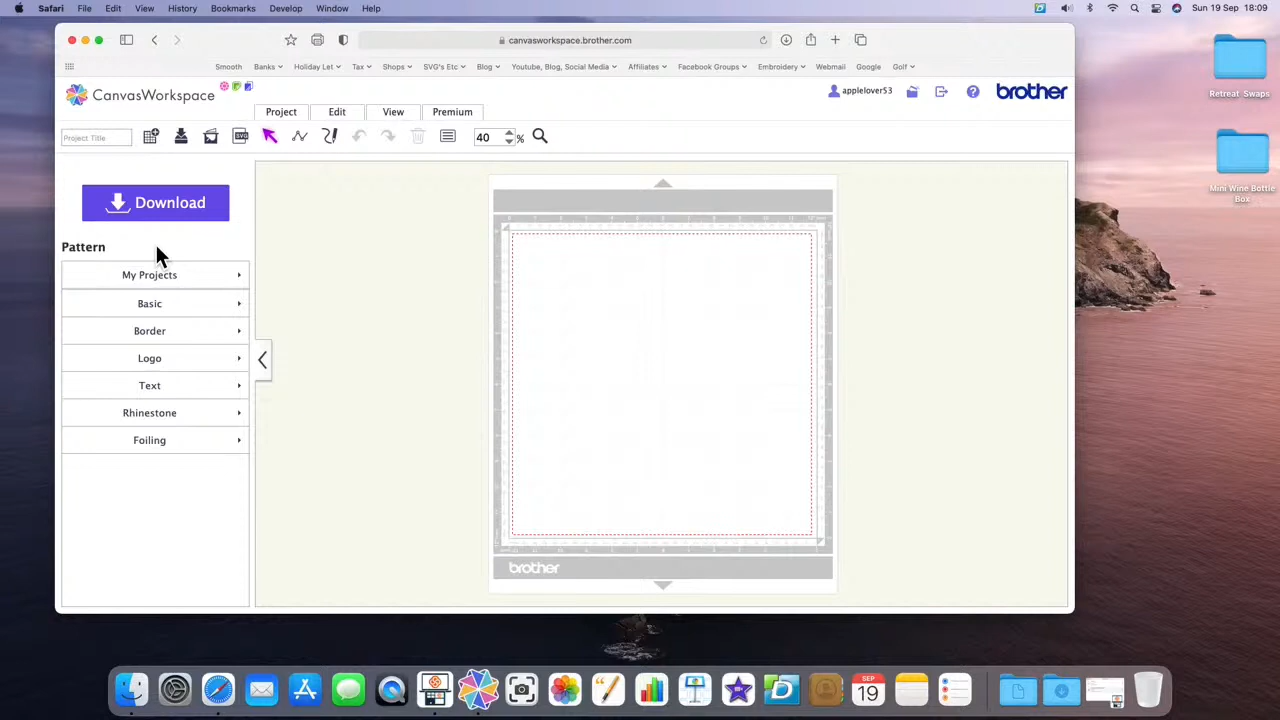 Safari File Edit View History Bookmarks Develop Window Help Sun 19 Sep 18:09
canvasworkspace.brother.com
Smooth Banks Holiday Let Tax Shops SVG's Etc Blog Youtube, Blog, Social Media Affiliates Facebook Groups Embroidery Webmail Google Golf
CanvasWorkspace
applelover53
brother
Project Edit View Premium
Project Title
SVG
40 %
Download
Pattern
My Projects
Basic
Border
Logo
Text
Rhinestone
Foiling
brother
Retreat Swaps
Mini Wine Bottle
Box
SEP
19